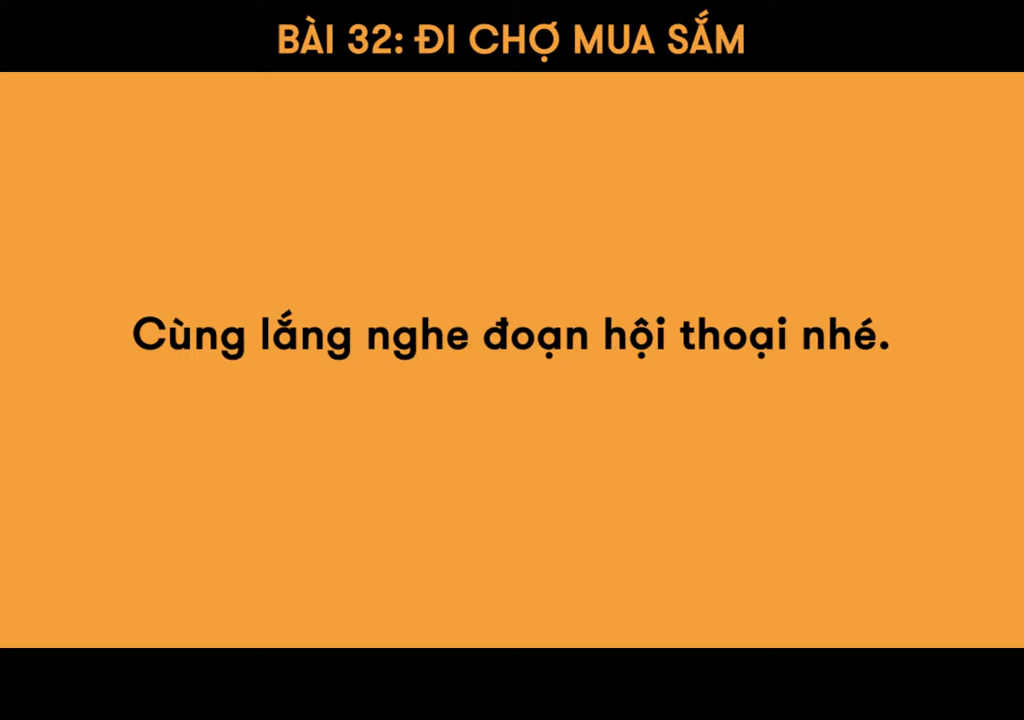 BÀI 32: ĐI CHỢ MUA SẮM
Cùng lắng nghe đoạn hội thoại nhé.